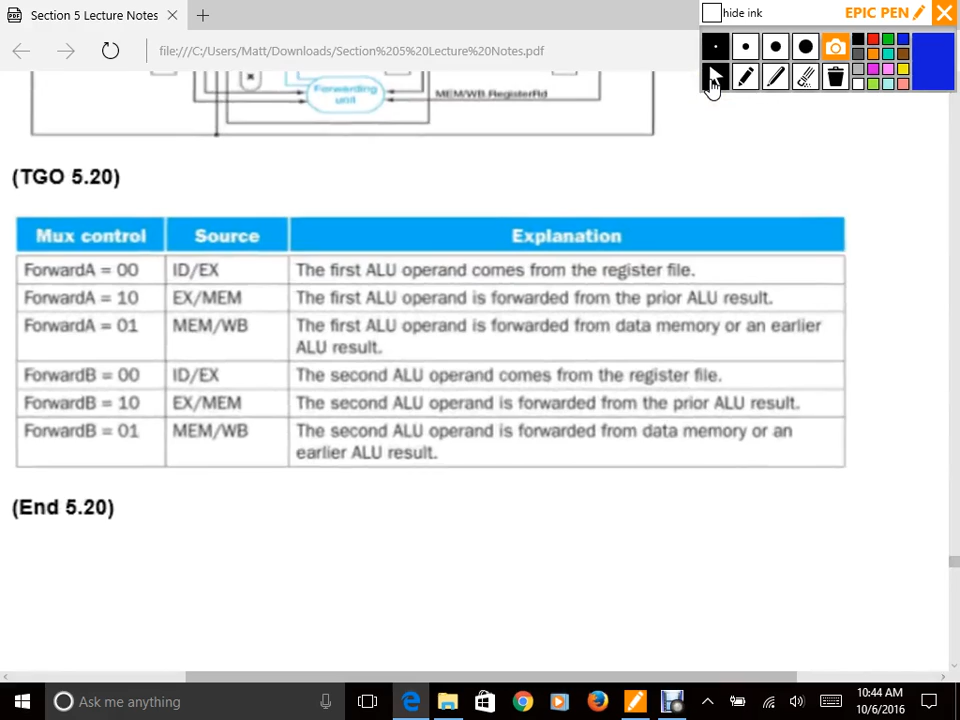 Section 5 Lecture Notes
hide ink
EPIC PEN
file:///C:/Users/Matt/Downloads/Section%205%20Lecture%20Notes.pdf
Forwarding
unit
MEM/WB.RegisterRd
(TGO 5.20)
Mux control Source Explanation
ForwardA = 00 ID/EX The first ALU operand comes from the register file.
ForwardA = 10 EX/MEM The first ALU operand is forwarded from the prior ALU result.
ForwardA = 01 MEM/WB The first ALU operand is forwarded from data memory or an earlier
ALU result.
ForwardB = 00 ID/EX The second ALU operand comes from the register file.
ForwardB = 10 EX/MEM The second ALU operand is forwarded from the prior ALU result.
ForwardB = 01 MEM/WB The second ALU operand is forwarded from data memory or an
earlier ALU result.
(End 5.20)
Ask me anything
10:44 AM
10/6/2016